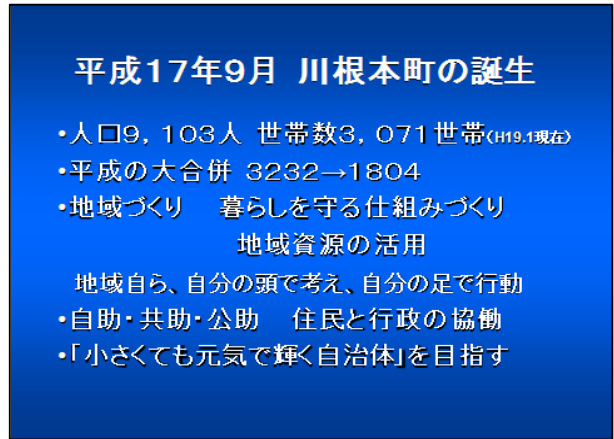 平成17年9月 川根本町の誕生
・人口9,103人 世帯数3,071世帯(H19.1現在)
・平成の大合併 3232→1804
・地域づくり 暮らしを守る仕組みづくり
地域資源の活用
地域自ら、自分の頭で考え、自分の足で行動
・自助・共助・公助 住民と行政の協働
・「小さくても元気で輝く自治体」を目指す